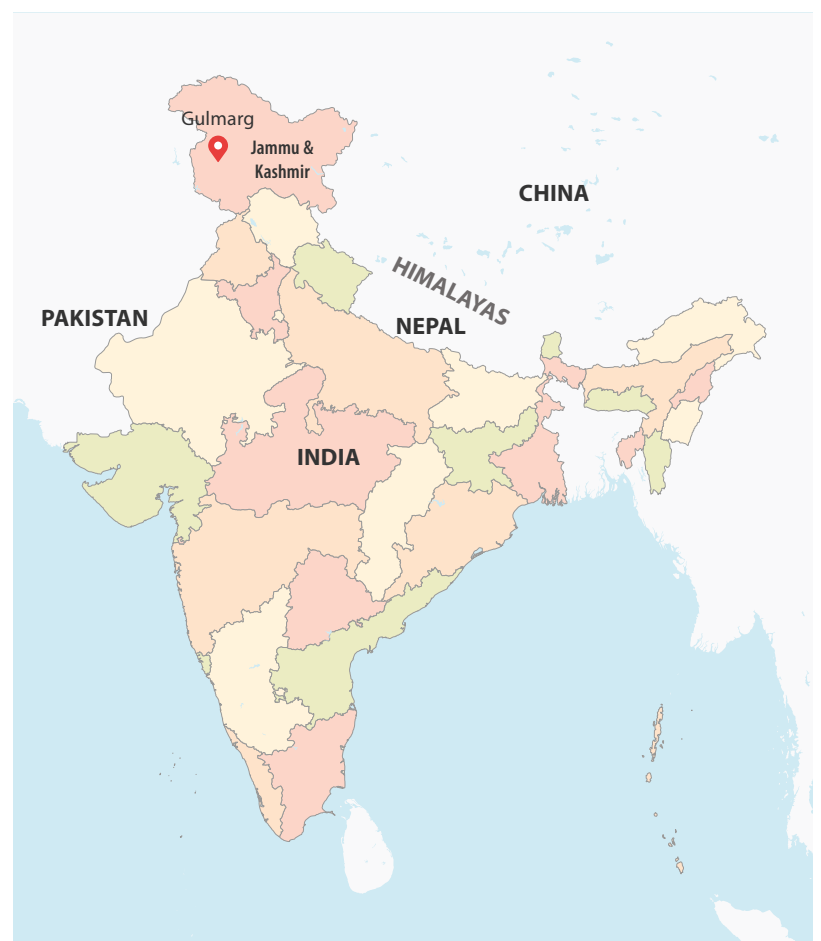 Gulmarg
Jammu &
Kashmir
CHINA
HIMALAYAS
PAKISTAN
NEPAL
INDIA